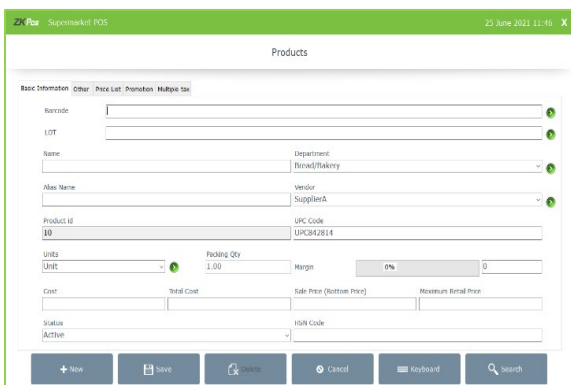 ZKPos Supermarket POS 25 June 2021 11:46 X
Products
Basic Information Other Price List Promotion Multiple tax
Barcode
LOT
Name Department
Bread/Bakery
Alias Name Vendor
SupplierA
Product id UPC Code
10 UPC842814
Units Packing Qty
Unit 1.00 Margin 0% 0
Cost Total Cost Sale Price (Bottom Price) Maximum Retail Price
Status HSN Code
Active
+ New Save Delete Cancel Keyboard Search